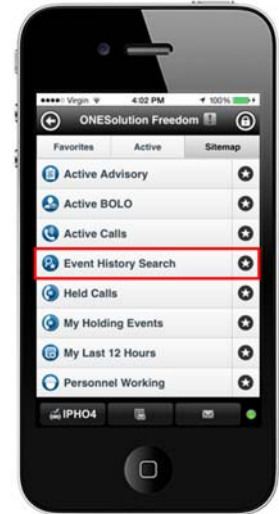 Virgin 4:02 PM 100%
ONESolution Freedom
Favorites Active Sitemap
Active Advisory
Active BOLO
Active Calls
Event History Search
Held Calls
My Holding Events
My Last 12 Hours
Personnel Working
IPHO4